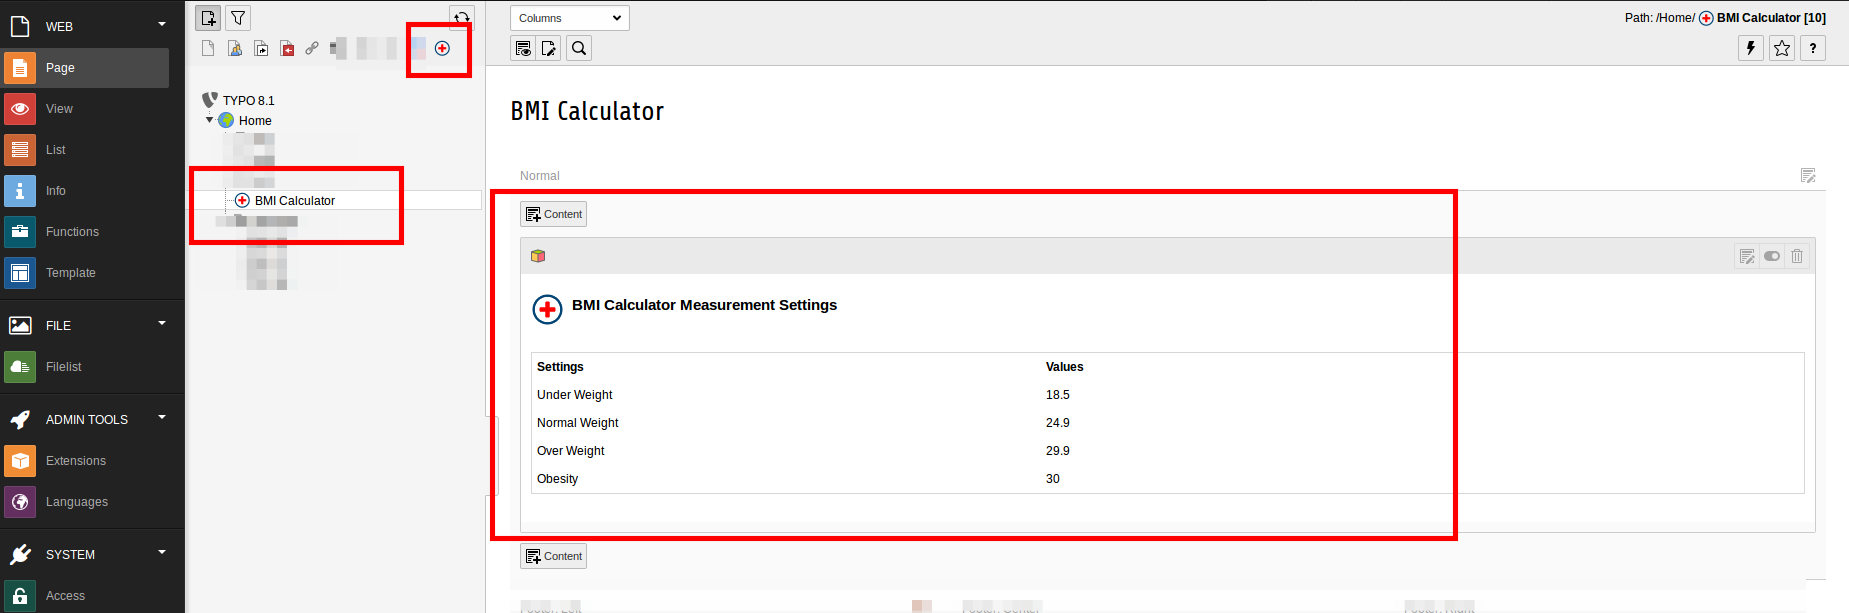 WEB
Page
View
List
Info
Functions
Template
FILE
Filelist
ADMIN TOOLS
Extensions
Languages
SYSTEM
Access
TYPO 8.1
Home
BMI Calculator
Columns
Path: /Home/ BMI Calculator [10]
?
BMI Calculator
Normal
Content
BMI Calculator Measurement Settings
Settings Values
Under Weight 18.5
Normal Weight 24.9
Over Weight 29.9
Obesity 30
Content